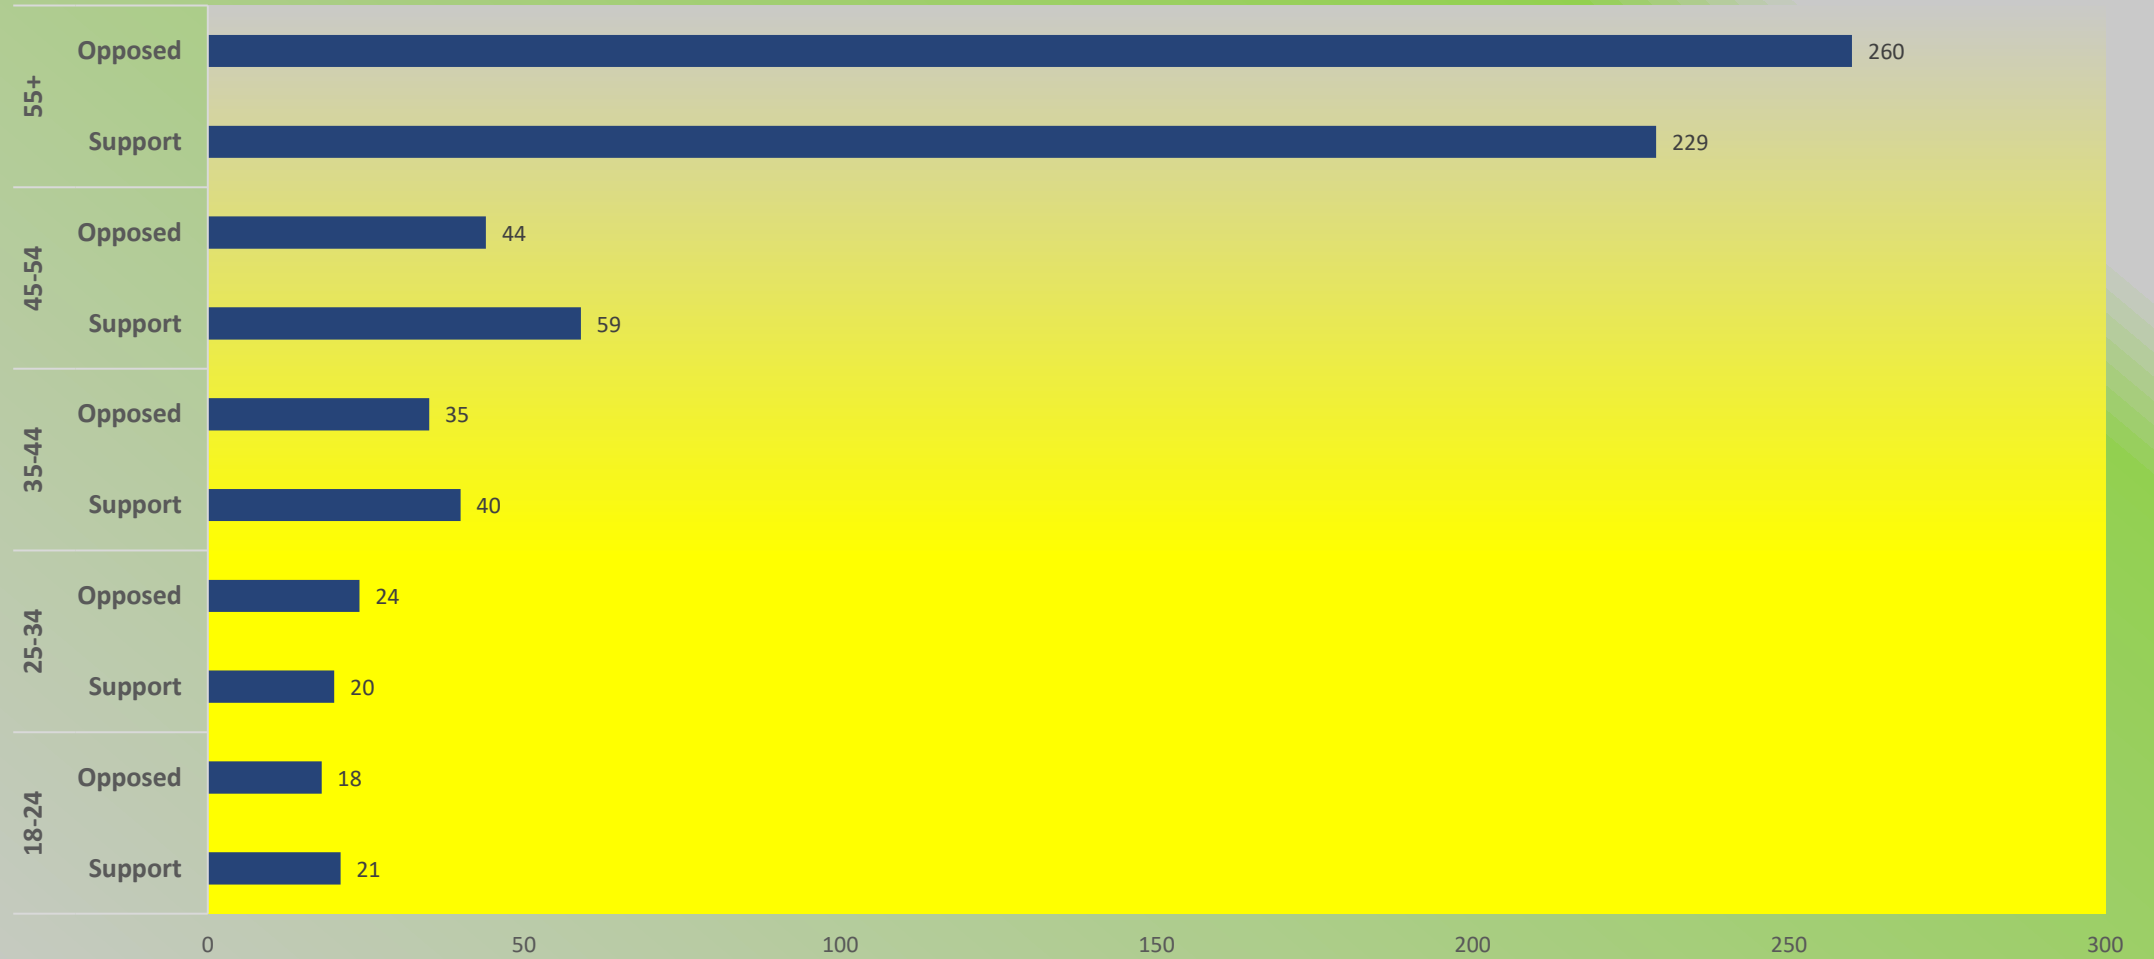 55+
Opposed 260
Support 229
45-54
Opposed 44
Support 59
35-44
Opposed 35
Support 40
25-34
Opposed 24
Support 20
18-24
Opposed 18
Support 21
0 50 100 150 200 250 300